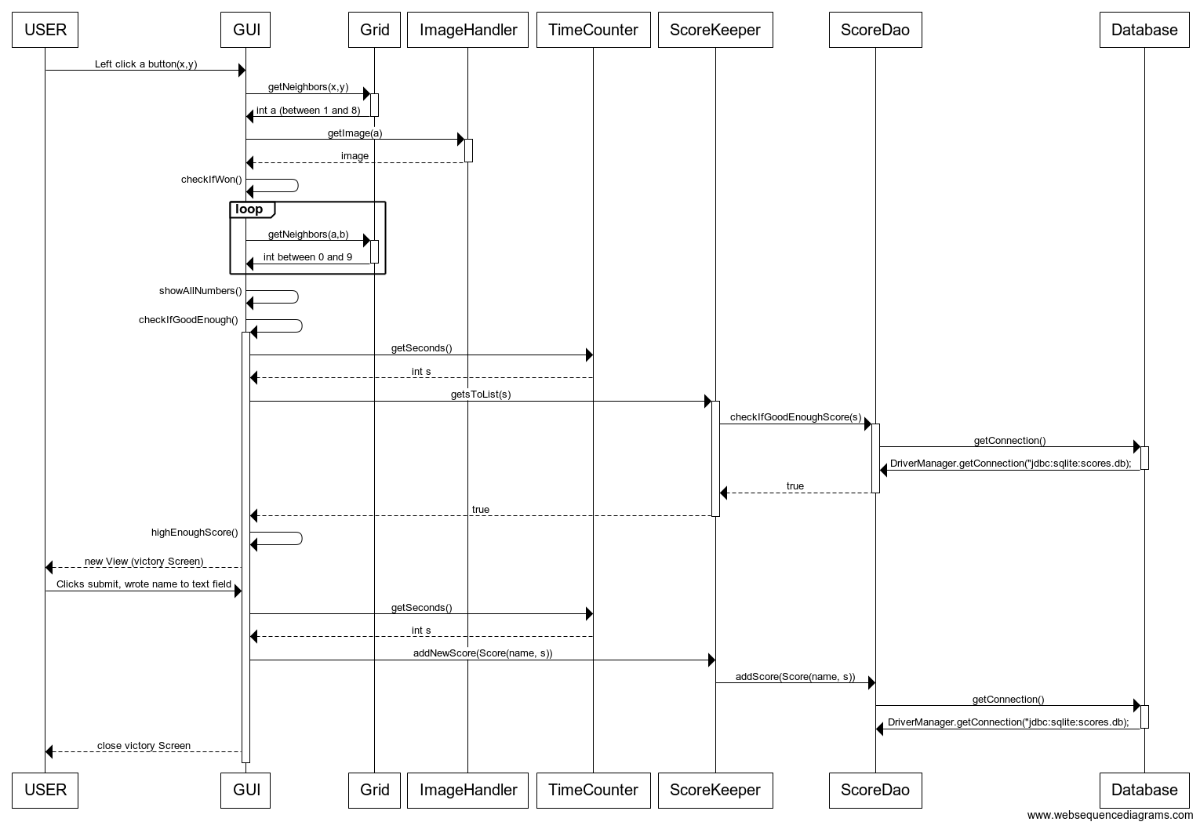 USER GUI Grid ImageHandler TimeCounter ScoreKeeper ScoreDao Database
Left click a button(x,y)
getNeighbors(x,y)
int a (between 1 and 8)
getImage(a)
image
checkIfWon()
loop
getNeighbors(a,b)
int between 0 and 9
showAllNumbers()
checkIfGoodEnough()
getSeconds()
int s
getsToList(s)
checkIfGoodEnoughScore(s)
getConnection()
DriverManager.getConnection("jdbc:sqlite:scores.db);
true
true
highEnoughScore()
new View (victory Screen)
Clicks submit, wrote name to text field
getSeconds()
int s
addNewScore(Score(name, s))
addScore(Score(name, s))
getConnection()
DriverManager.getConnection("jdbc:sqlite:scores.db);
close victory Screen
USER GUI Grid ImageHandler TimeCounter ScoreKeeper ScoreDao Database
www.websequencediagrams.com